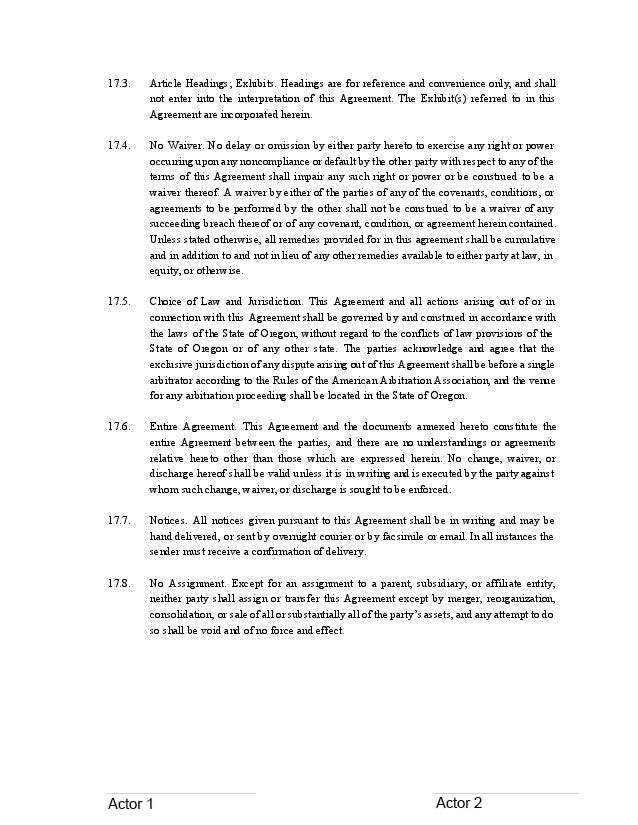 17.3. Article Headings; Exhibits. Headings are for reference and convenience only, and shall
not enter into the interpretation of this Agreement. The Exhibit(s) referred to in this
Agreement are incorporated herein.
17.4. No Waiver. No delay or omission by either party hereto to exercise any right or power
occurring upon any noncompliance or default by the other party with respect to any of the
terms of this Agreement shall impair any such right or power or be construed to be a
waiver thereof. A waiver by either of the parties of any of the covenants, conditions, or
agreements to be performed by the other shall not be construed to be a waiver of any
succeeding breach thereof or of any covenant, condition, or agreement herein contained.
Unless stated otherwise, all remedies provided for in this agreement shall be cumulative
and in addition to and not in lieu of any other remedies available to either party at law, in
equity, or otherwise.
17.5. Choice of Law and Jurisdiction. This Agreement and all actions arising out of or in
connection with this Agreement shall be governed by and construed in accordance with
the laws of the State of Oregon, without regard to the conflicts of law provisions of the
State of Oregon or of any other state. The parties acknowledge and agree that the
exclusive jurisdiction of any dispute arising out of this Agreement shall be before a single
arbitrator according to the Rules of the American Arbitration Association, and the venue
for any arbitration proceeding shall be located in the State of Oregon.
17.6. Entire Agreement. This Agreement and the documents annexed hereto constitute the
entire Agreement between the parties, and there are no understandings or agreements
relative hereto other than those which are expressed herein. No change, waiver, or
discharge hereof shall be valid unless it is in writing and is executed by the party against
whom such change, waiver, or discharge is sought to be enforced.
17.7. Notices. All notices given pursuant to this Agreement shall be in writing and may be
hand delivered, or sent by overnight courier or by facsimile or email. In all instances the
sender must receive a confirmation of delivery.
17.8. No Assignment. Except for an assignment to a parent, subsidiary, or affiliate entity,
neither party shall assign or transfer this Agreement except by merger, reorganization,
consolidation, or sale of all or substantially all of the party's assets, and any attempt to do
so shall be void and of no force and effect.
Actor 1 Actor 2